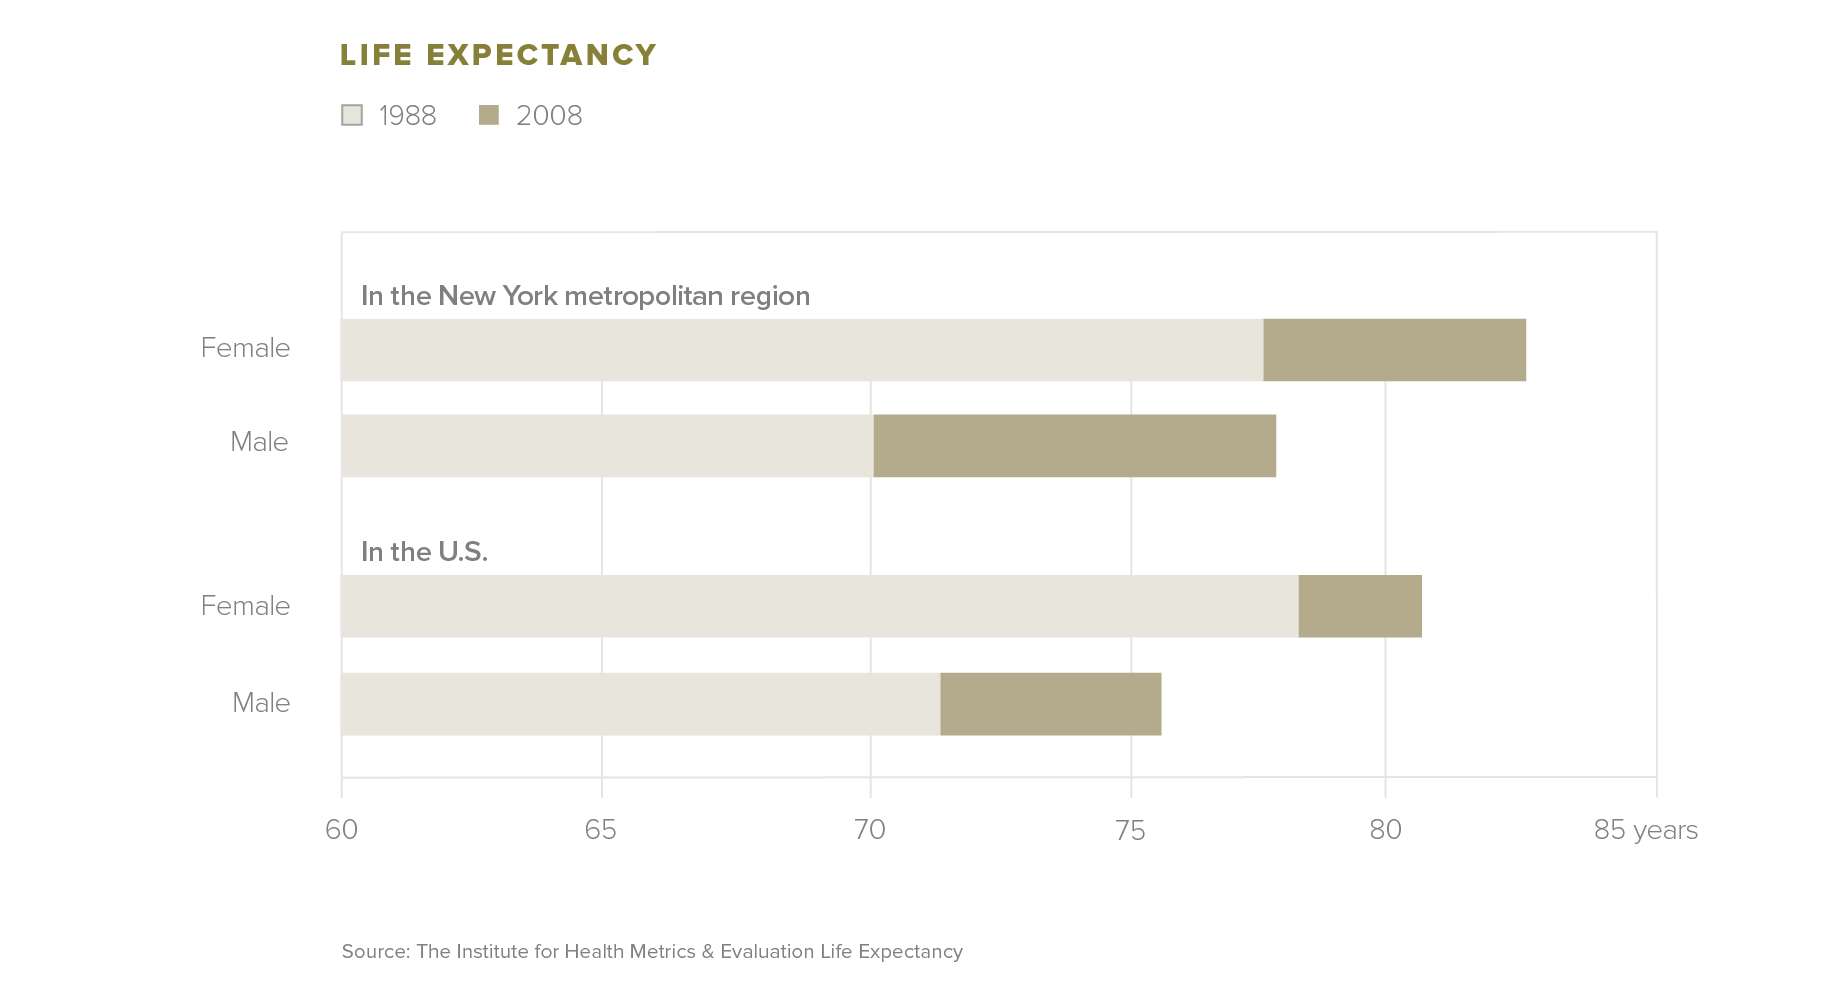 LIFE EXPECTANCY
1988 2008
In the New York metropolitan region
Female
Male
In the U.S.
Female
Male
60 65 70 75 80 85 years
Source: The Institute for Health Metrics & Evaluation Life Expectancy